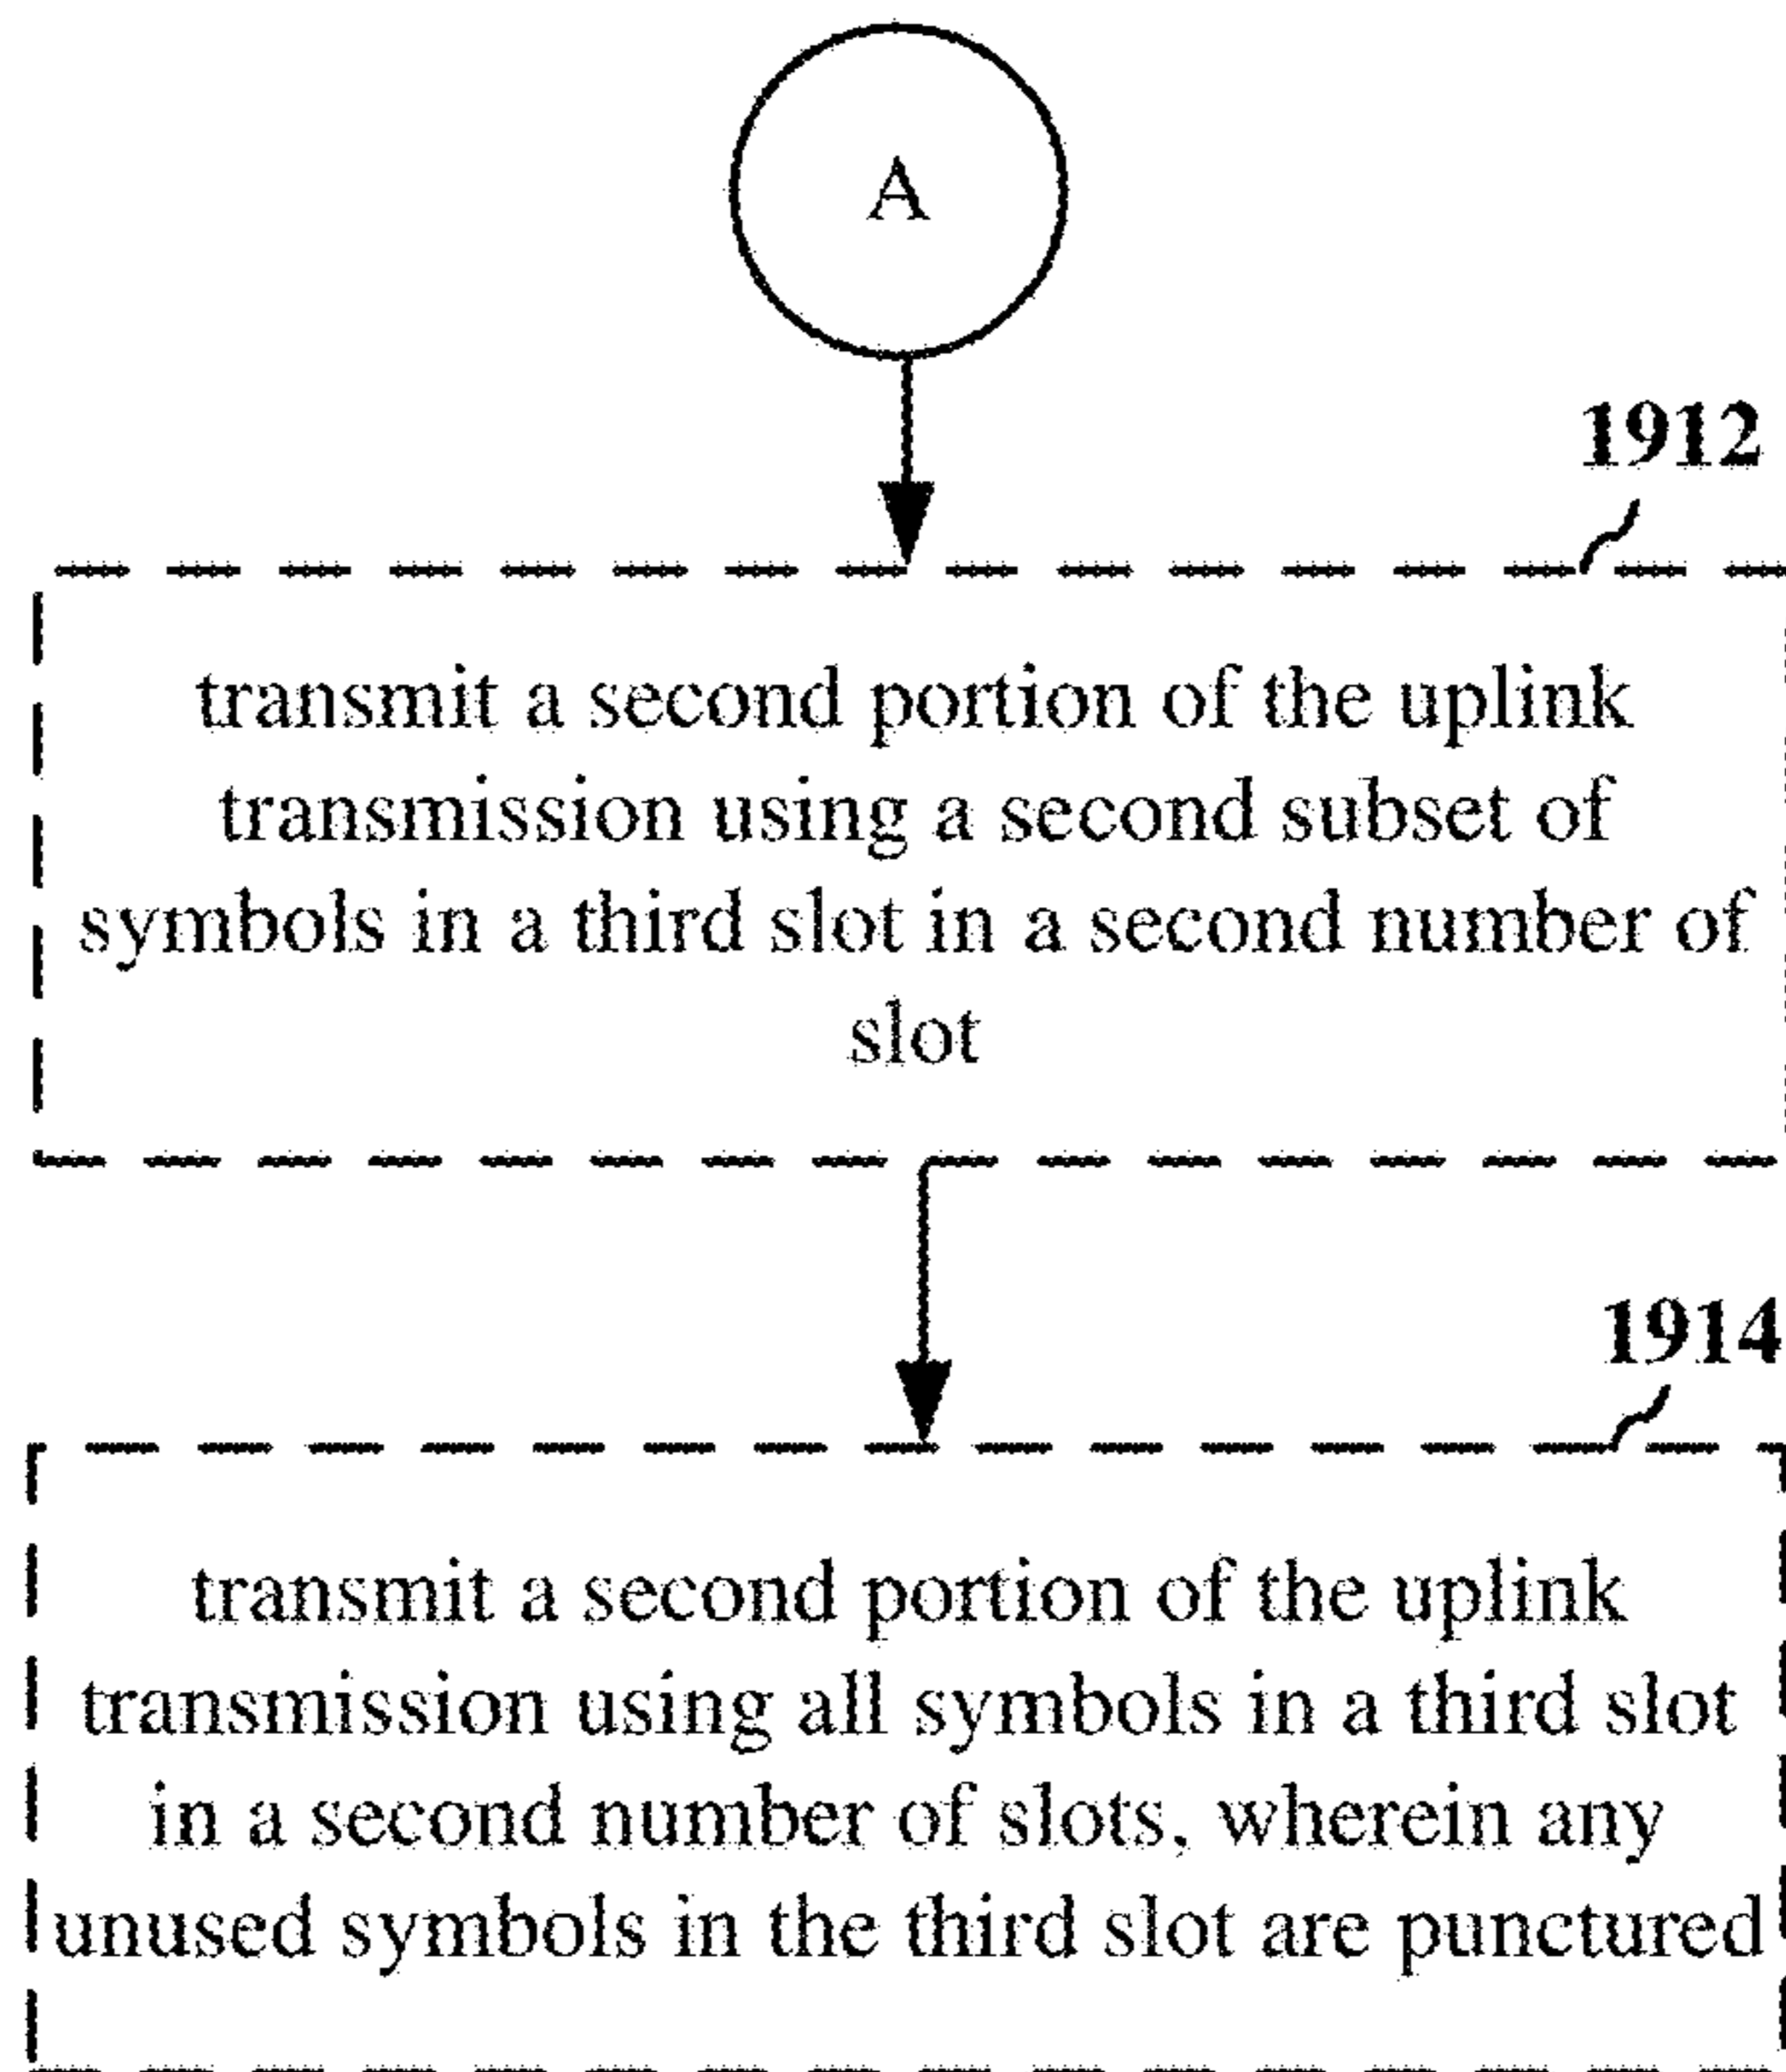 A
1912
transmit a second portion of the uplink
transmission using a second subset of
symbols in a third slot in a second number of
slot
1914
transmit a second portion of the uplink
transmission using all symbols in a third slot
in a second number of slots, wherein any
unused symbols in the third slot are punctured